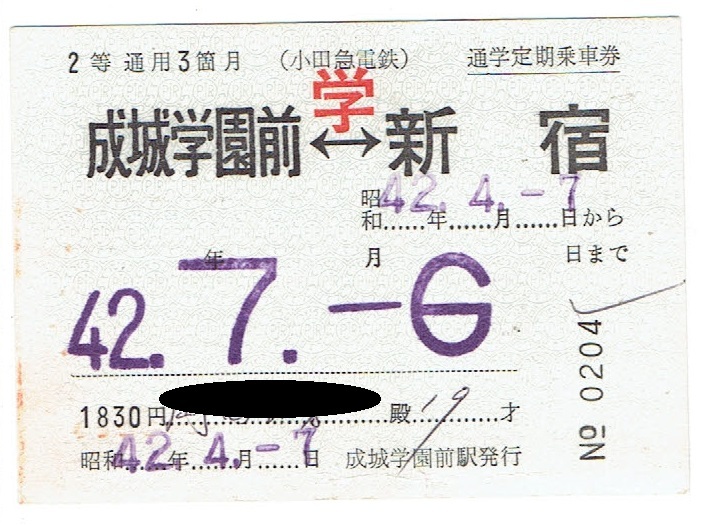 2等 通用3箇月 (小田急電鉄) 通学定期乗車券
学
成城学園前↔新宿
昭和42年4.月-7日から
42.年7.月-6日まで
1830円 殿 19才
昭和42年4.月-7日 成城学園前駅発行
№ 0204